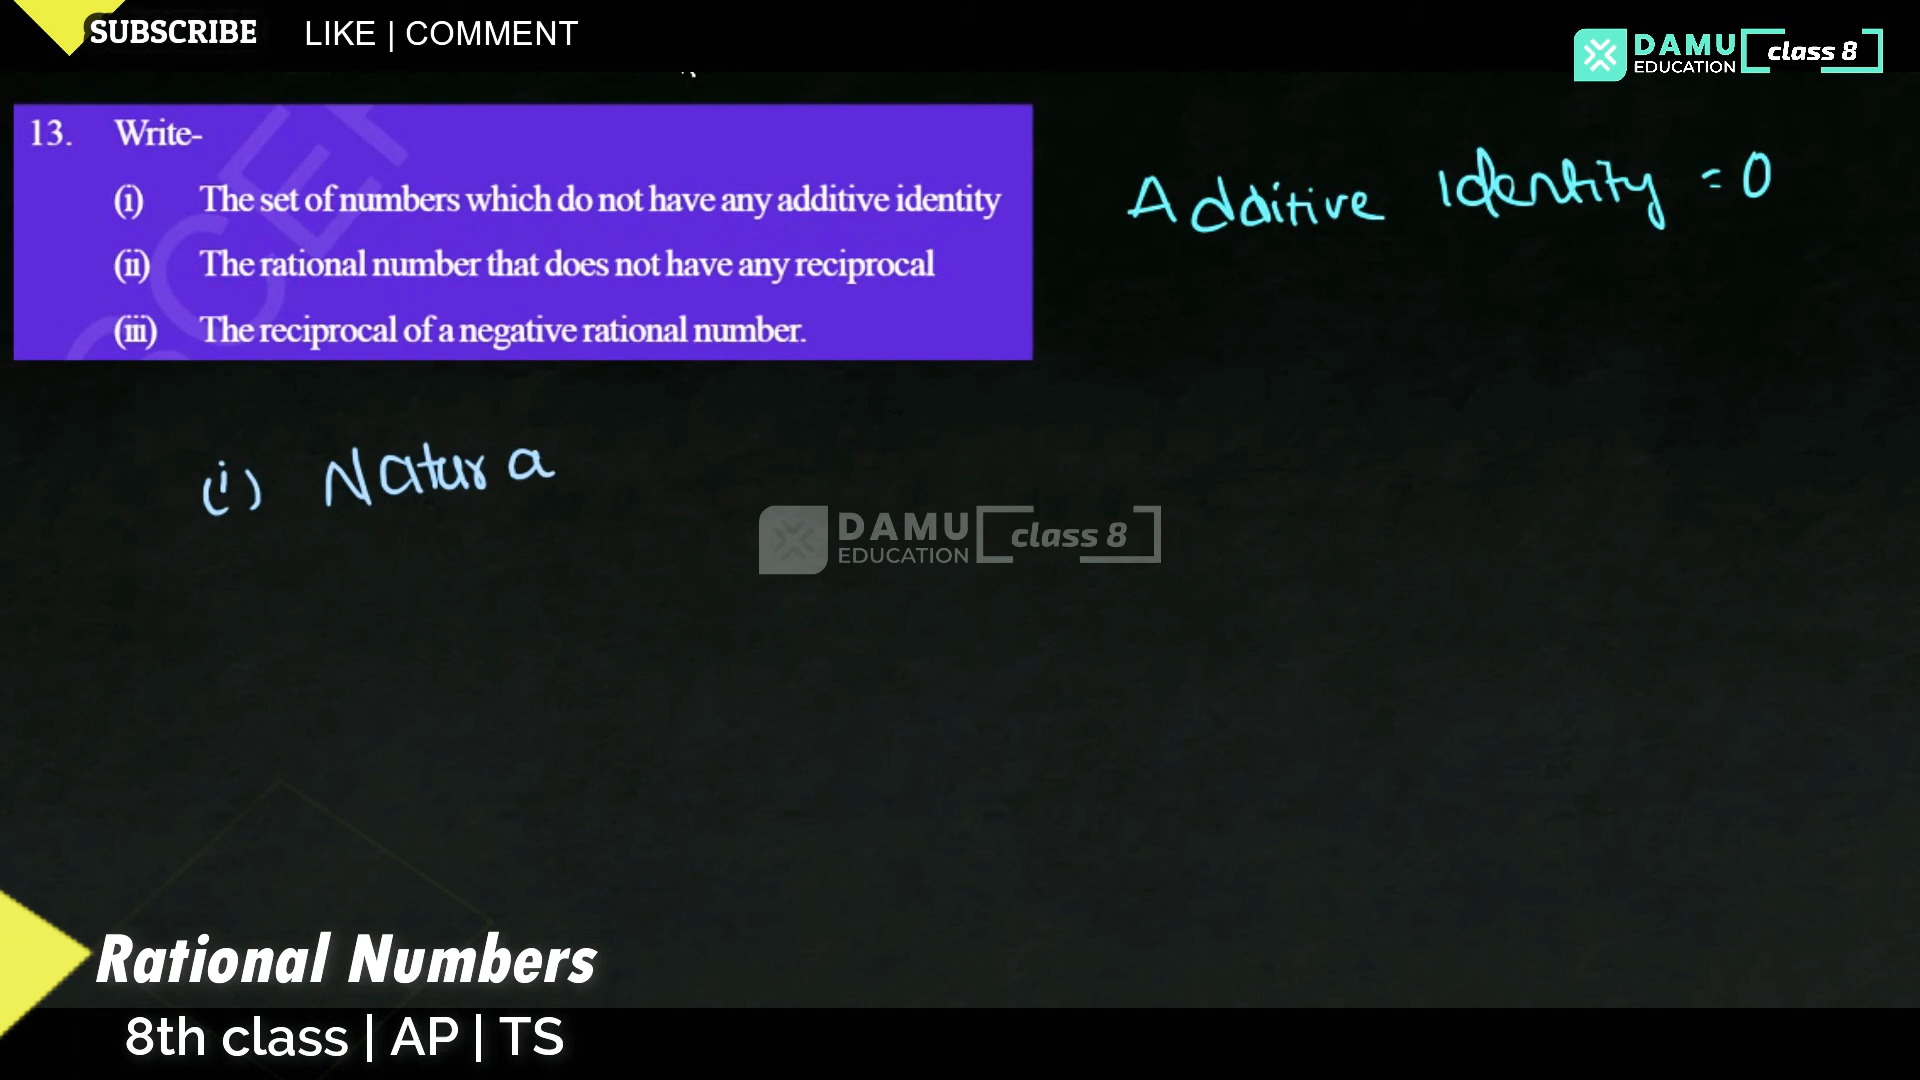 SUBSCRIBE LIKE | COMMENT
DAMU EDUCATION class 8
13. Write-
(i) The set of numbers which do not have any additive identity
(ii) The rational number that does not have any reciprocal
(iii) The reciprocal of a negative rational number.
Additive Identity = 0
(i) Natura
DAMU EDUCATION class 8
Rational Numbers
8th class | AP | TS